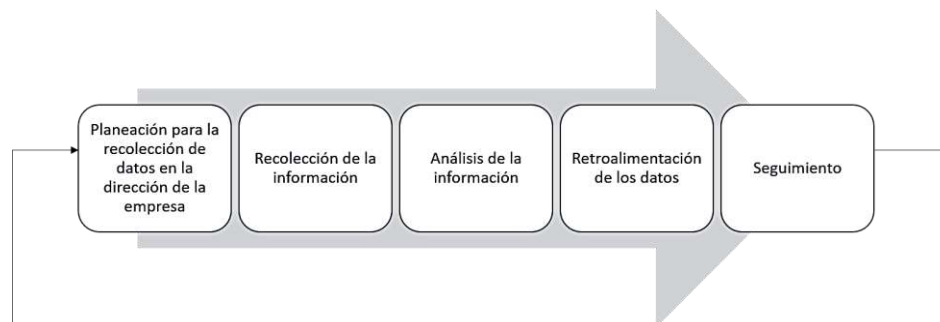 Planeación para la
recolección de
datos en la
dirección de la
empresa
Recolección de la
información
Análisis de la
información
Retroalimentación
de los datos
Seguimiento